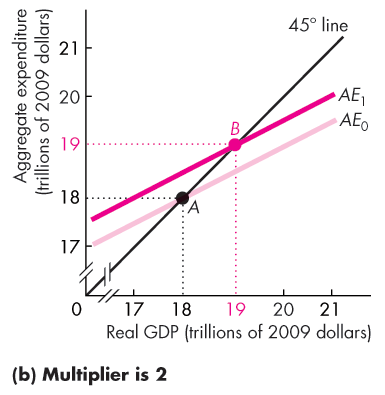 Aggregate expenditure
(trillions of 2009 dollars)
45° line
21
20
19
18
17
AE1
AE0
B
A
0
17
18
19
20
21
Real GDP (trillions of 2009 dollars)
(b) Multiplier is 2